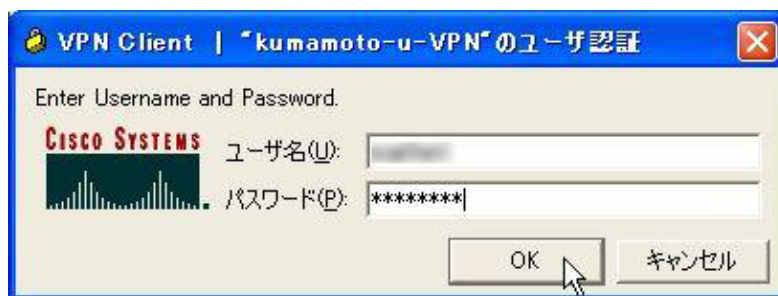 VPN Client | "kumamoto-u-VPN"のユーザ認証
Enter Username and Password.
CISCO SYSTEMS
ユーザ名(U):
パスワード(P): ********
OK
キャンセル